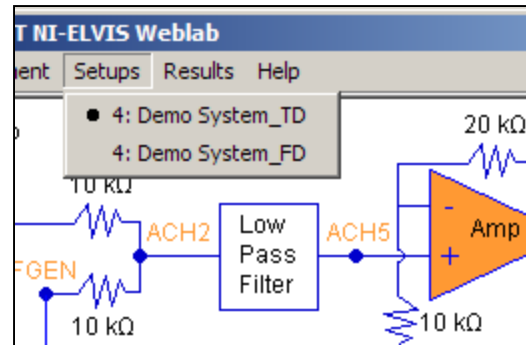 T NI-ELVIS Weblab
ment Setups Results Help
4: Demo System_TD
4: Demo System_FD
20 kΩ
10 kΩ
ACH2
Low
Pass
Filter
ACH5
-
Amp
+
FGEN
10 kΩ
10 kΩ